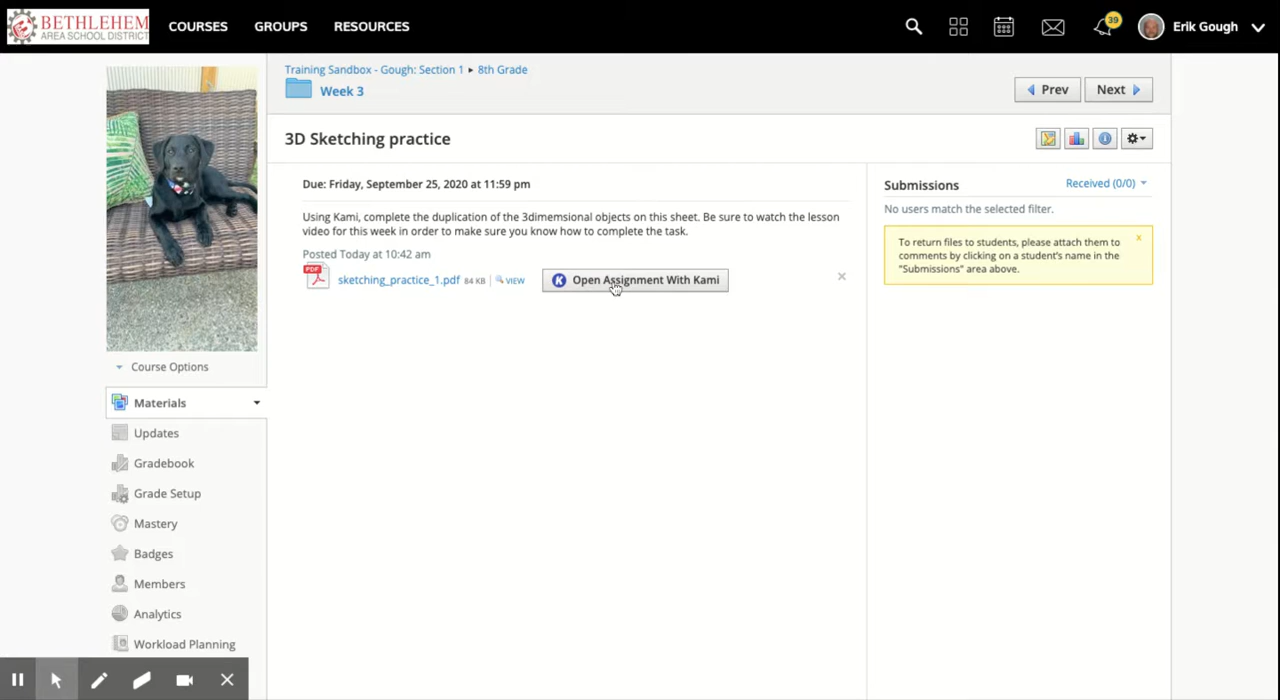 BETHLEHEM
AREA SCHOOL DISTRICT
COURSES
GROUPS
RESOURCES
39
Erik Gough
Training Sandbox - Gough: Section 1 ▸ 8th Grade
Week 3
Prev
Next
3D Sketching practice
Due: Friday, September 25, 2020 at 11:59 pm
Using Kami, complete the duplication of the 3dimemsional objects on this sheet. Be sure to watch the lesson
video for this week in order to make sure you know how to complete the task.
Posted Today at 10:42 am
PDF
sketching_practice_1.pdf 84 KB VIEW
K Open Assignment With Kami
Submissions
Received (0/0)
No users match the selected filter.
To return files to students, please attach them to
comments by clicking on a student's name in the
"Submissions" area above.
Course Options
Materials
Updates
Gradebook
Grade Setup
Mastery
Badges
Members
Analytics
Workload Planning